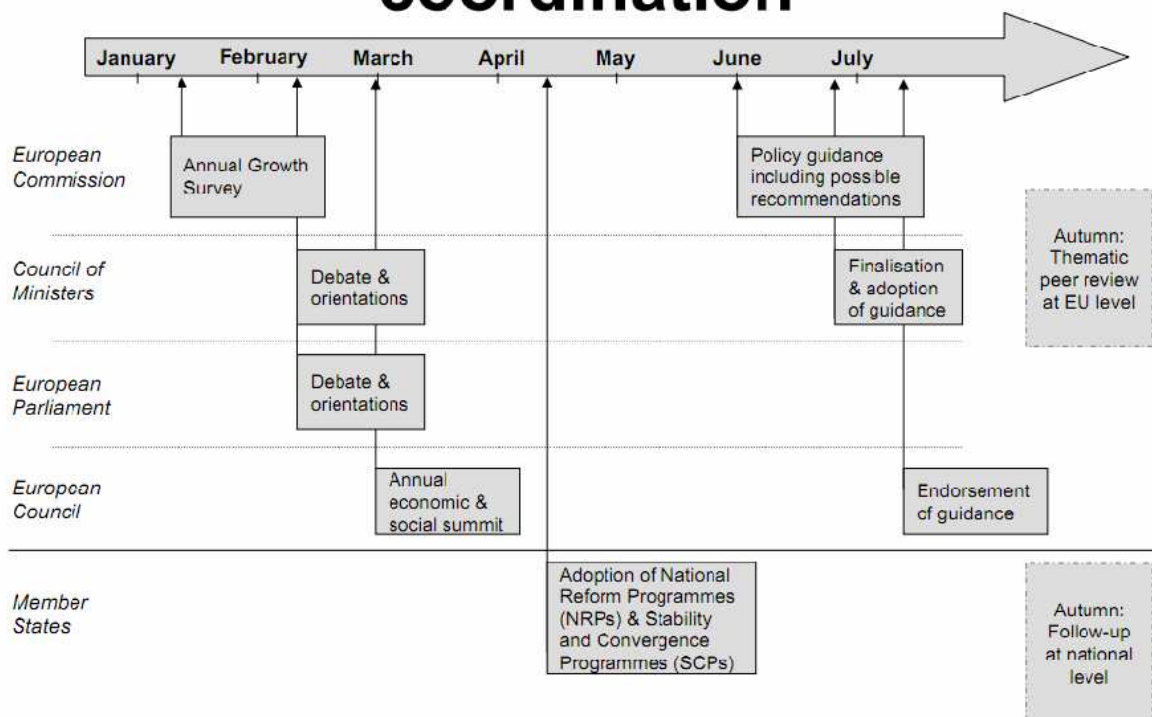 coordination
January February March April May June July
European
Commission
Annual Growth
Survey
Policy guidance
including possible
recommendations
Council of
Ministers
Debate &
orientations
Finalisation
& adoption
of guidance
Autumn:
Thematic
peer review
at EU level
European
Parliament
Debate &
orientations
European
Council
Annual
economic &
social summit
Endorsement
of guidance
Member
States
Adoption of National
Reform Programmes
(NRPs) & Stability
and Convergence
Programmes (SCPs)
Autumn:
Follow-up
at national
level